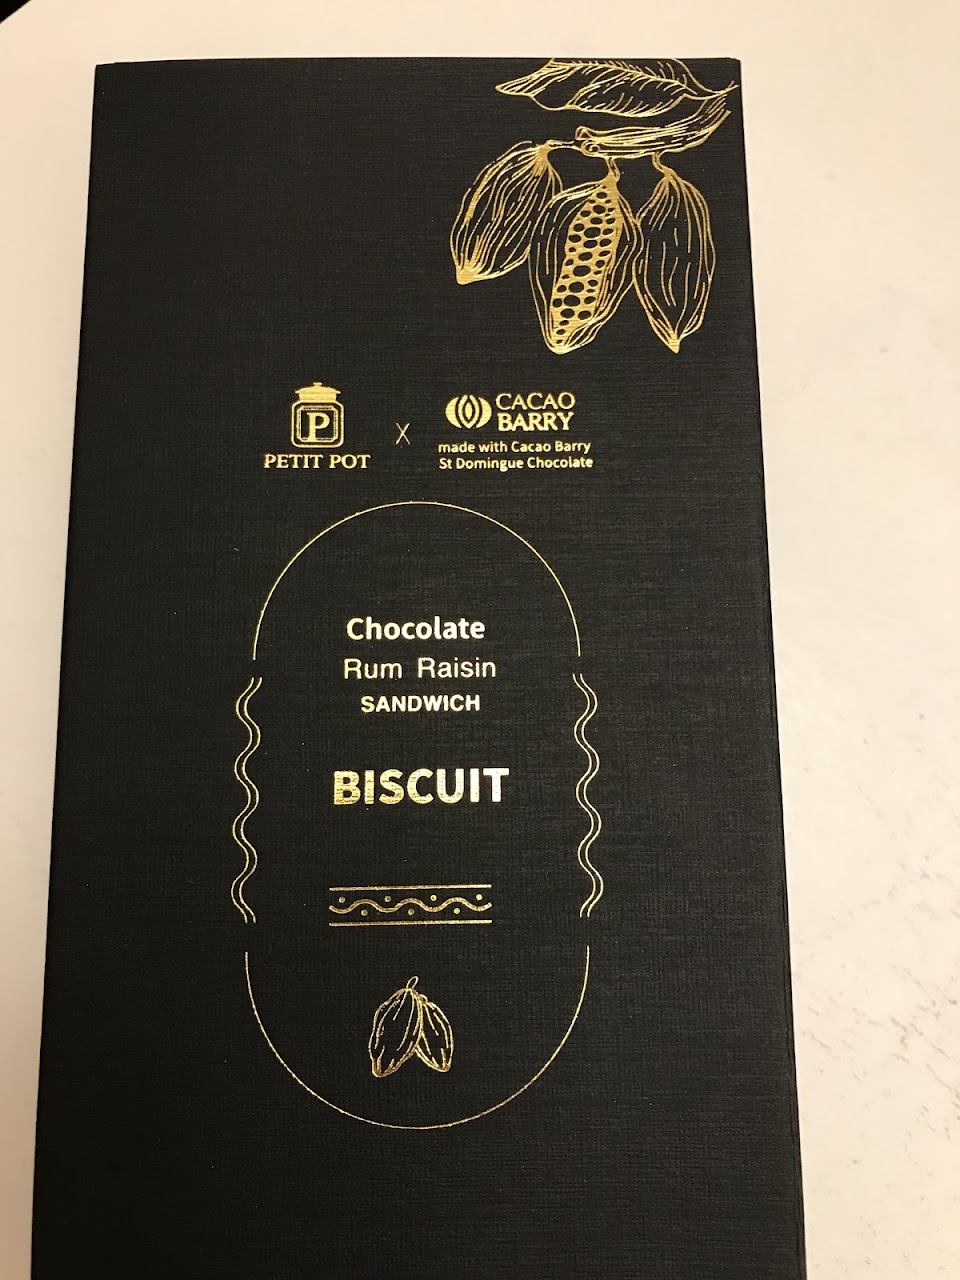 P
PETIT POT
X
CACAO
BARRY
made with Cacao Barry
St Domingue Chocolate
Chocolate
Rum Raisin
SANDWICH
BISCUIT